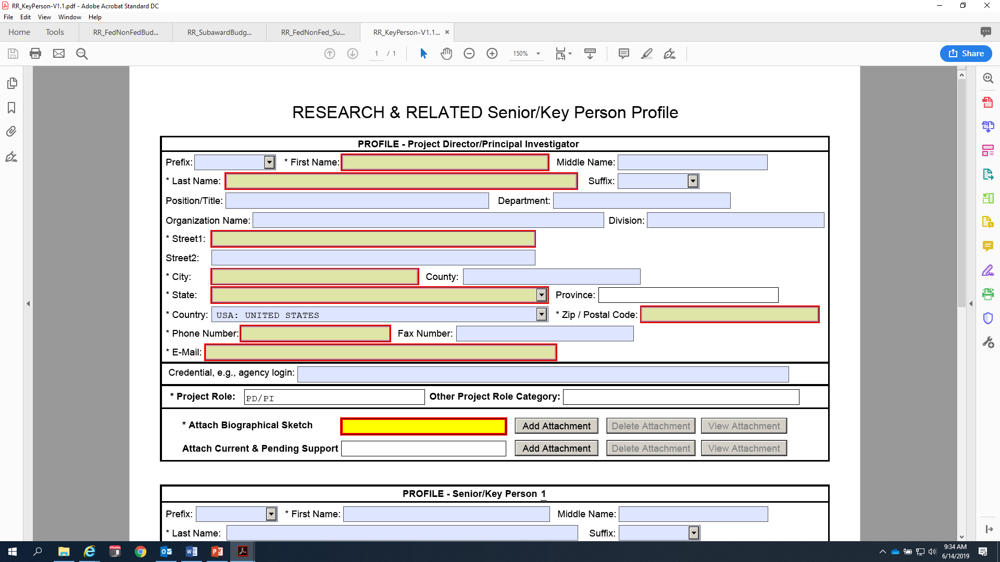 RR_KeyPerson-V1.1.pdf - Adobe Acrobat Standard DC
File Edit View Window Help
Home Tools RR_FedNonFedBud... RR_SubawardBudg... RR_FedNonFed_Su... RR_KeyPerson-V1.1... ×
1 / 1 150% Share
RESEARCH & RELATED Senior/Key Person Profile
PROFILE - Project Director/Principal Investigator
Prefix: * First Name: Middle Name:
* Last Name: Suffix:
Position/Title: Department:
Organization Name: Division:
* Street1:
Street2:
* City: County:
* State: Province:
* Country: USA: UNITED STATES * Zip / Postal Code:
* Phone Number: Fax Number:
* E-Mail:
Credential, e.g., agency login:
* Project Role: PD/PI Other Project Role Category:
* Attach Biographical Sketch Add Attachment Delete Attachment View Attachment
Attach Current & Pending Support Add Attachment Delete Attachment View Attachment
PROFILE - Senior/Key Person 1
Prefix: * First Name: Middle Name:
* Last Name: Suffix:
9:34 AM
6/14/2019